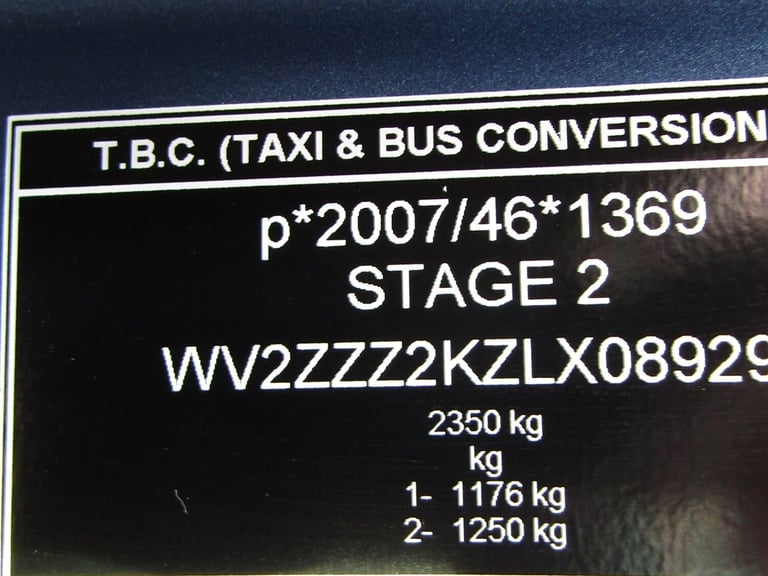 T.B.C. (TAXI & BUS CONVERSION
p*2007/46*1369
STAGE 2
WV2ZZZ2KZLX08929
2350 kg
kg
1- 1176 kg
2- 1250 kg